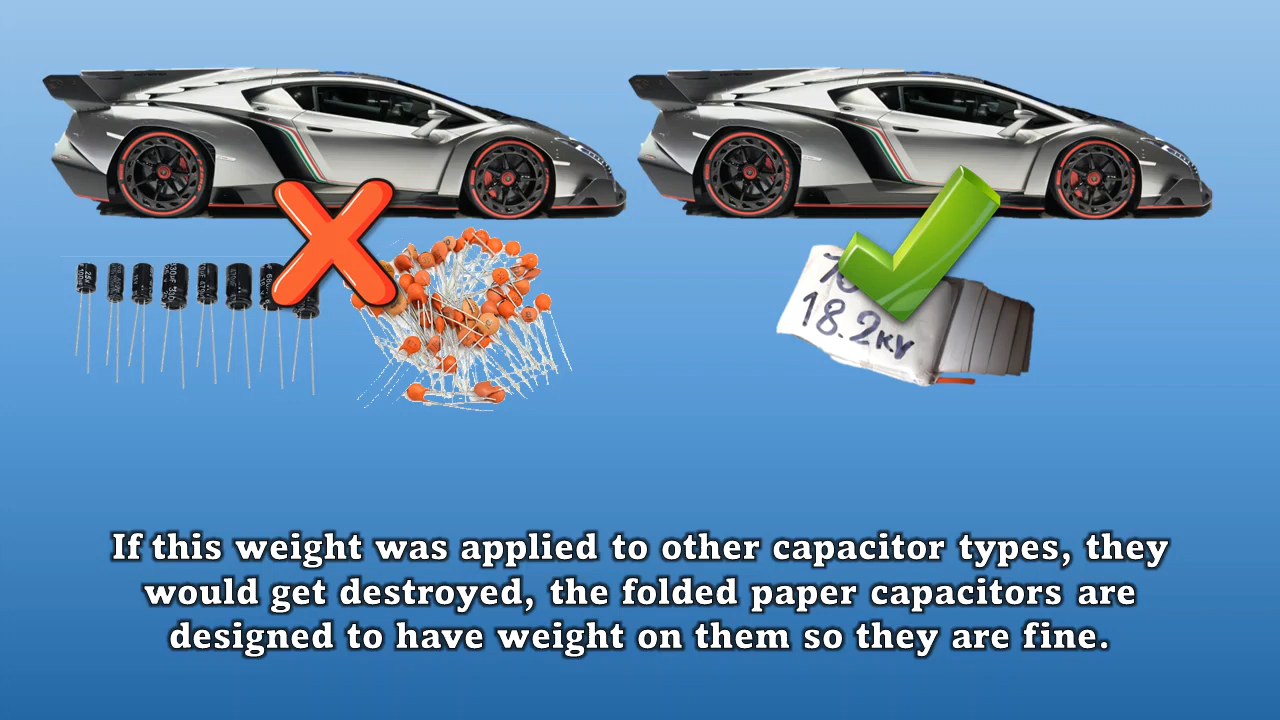 18.2KV
If this weight was applied to other capacitor types, they
would get destroyed, the folded paper capacitors are
designed to have weight on them so they are fine.